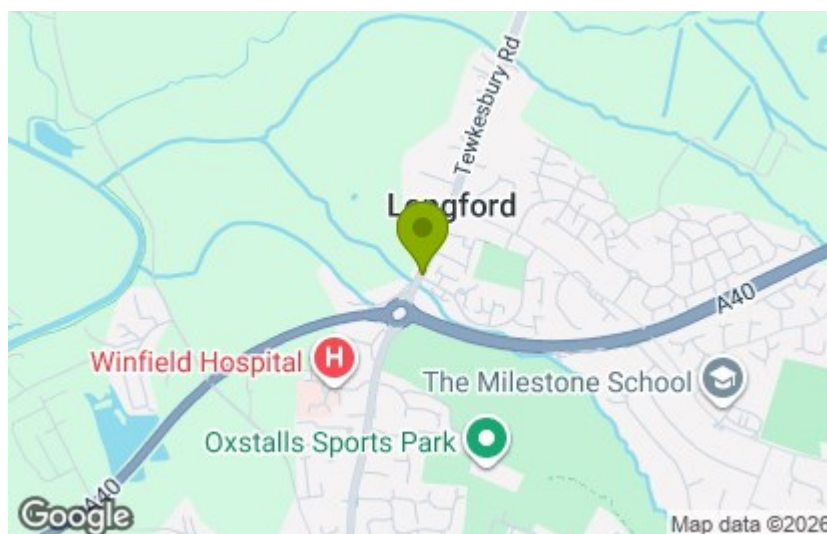 Tewkesbury Rd
Longford
A40
Winfield Hospital
H
The Milestone School
Oxstalls Sports Park
A40
Google
Map data ©2026